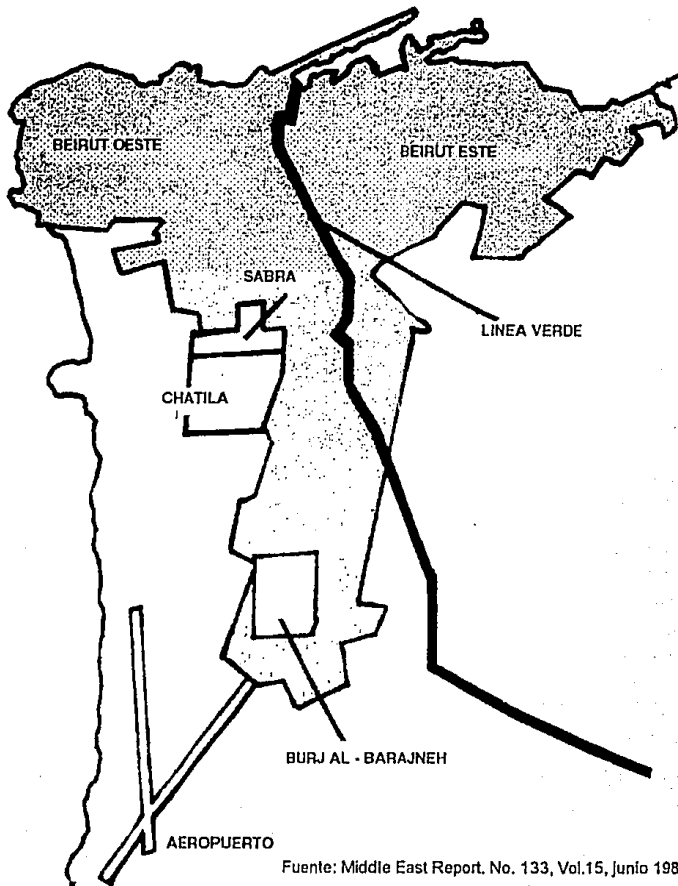 BEIRUT OESTE
BEIRUT ESTE
SABRA
LINEA VERDE
CHATILA
BURJ AL - BARAJNEH
AEROPUERTO
Fuente: Middle East Report. No. 133, Vol.15, junio 198